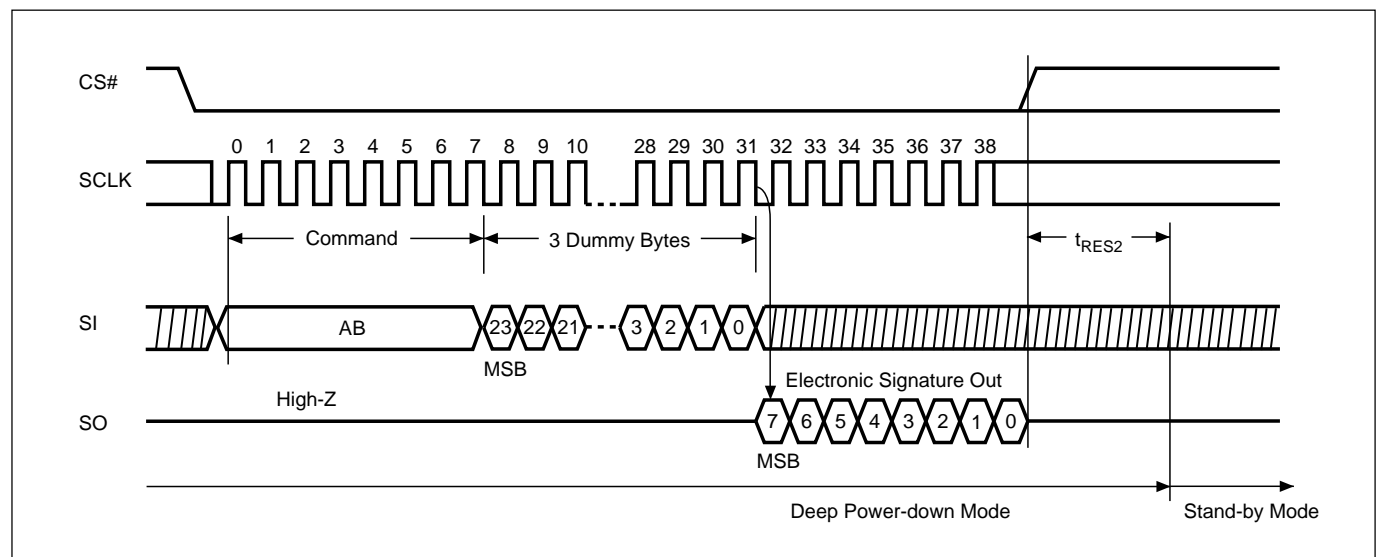 CS#
0 1 2 3 4 5 6 7 8 9 10 28 29 30 31 32 33 34 35 36 37 38
SCLK
Command 3 Dummy Bytes tRES2
SI AB 23 22 21 3 2 1 0
MSB
Electronic Signature Out
High-Z
SO 7 6 5 4 3 2 1 0
MSB
Deep Power-down Mode Stand-by Mode